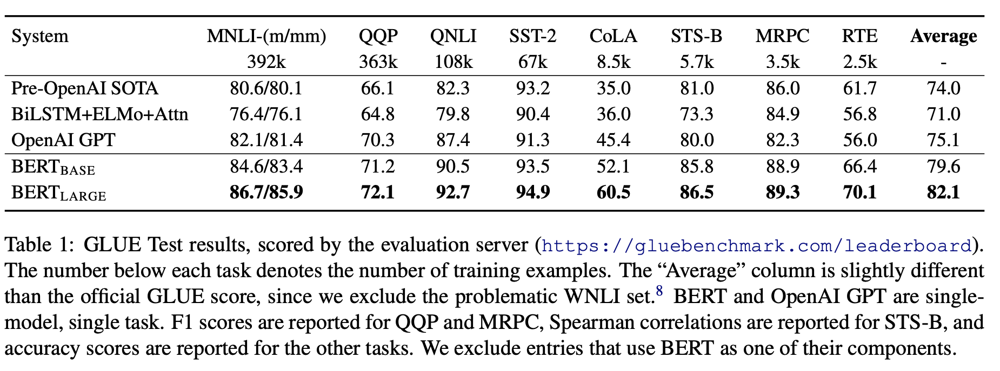 System MNLI-(m/mm) QQP QNLI SST-2 CoLA STS-B MRPC RTE Average
392k 363k 108k 67k 8.5k 5.7k 3.5k 2.5k -
Pre-OpenAI SOTA 80.6/80.1 66.1 82.3 93.2 35.0 81.0 86.0 61.7 74.0
BiLSTM+ELMo+Attn 76.4/76.1 64.8 79.8 90.4 36.0 73.3 84.9 56.8 71.0
OpenAI GPT 82.1/81.4 70.3 87.4 91.3 45.4 80.0 82.3 56.0 75.1
BERTBASE 84.6/83.4 71.2 90.5 93.5 52.1 85.8 88.9 66.4 79.6
BERTLARGE 86.7/85.9 72.1 92.7 94.9 60.5 86.5 89.3 70.1 82.1
Table 1: GLUE Test results, scored by the evaluation server (https://gluebenchmark.com/leaderboard).
The number below each task denotes the number of training examples. The “Average” column is slightly different
than the official GLUE score, since we exclude the problematic WNLI set.8 BERT and OpenAI GPT are single-
model, single task. F1 scores are reported for QQP and MRPC, Spearman correlations are reported for STS-B, and
accuracy scores are reported for the other tasks. We exclude entries that use BERT as one of their components.